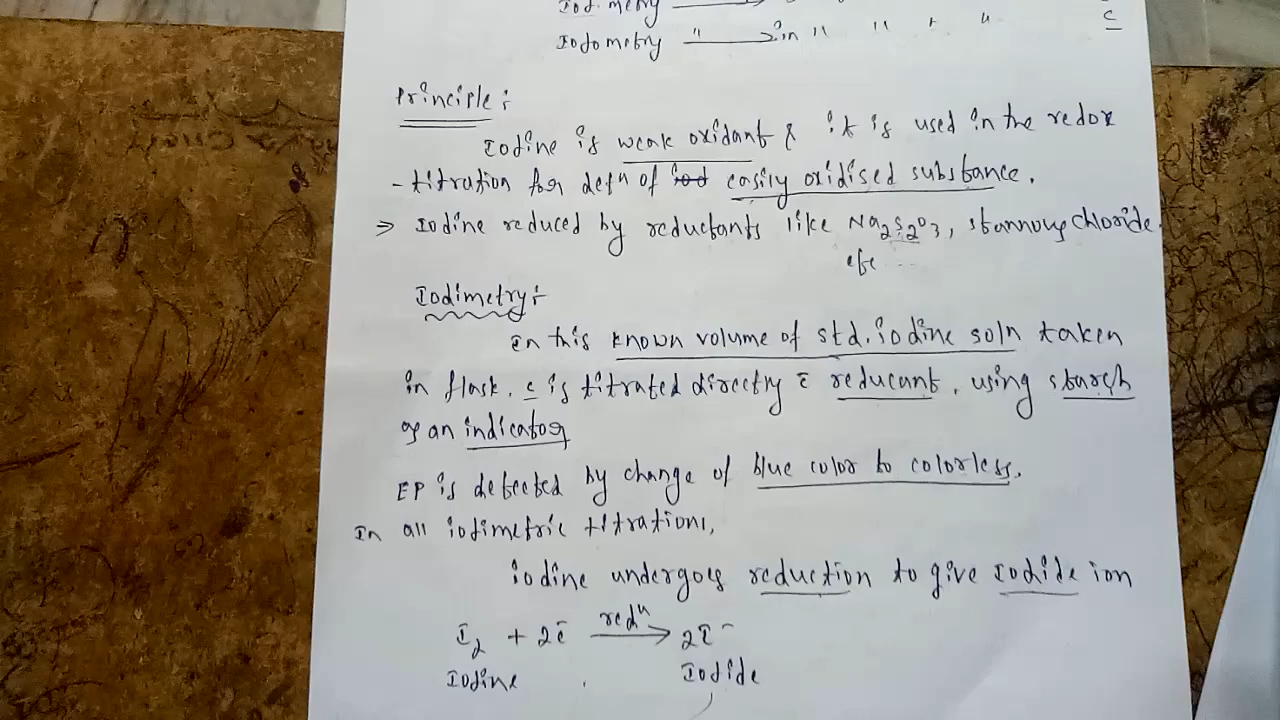 Iod. metry ⟶
Iodometry " ⟶ in " " + "
c
Principle :
Iodine is weak oxidant & it is used in the redox
- titration for detn of iod easily oxidised substance.
⇒ Iodine reduced by reductants like Na2S2O3, stannous chloride.
etc
Iodimetry :-
In this known volume of std. iodine soln taken
in flask. c is titrated directly c̄ reducant, using starch
as an indicator
EP is detected by change of blue color to colorless.
In all iodimetric titrations,
iodine undergoes reduction to give Iodide ion
I2 + 2ē redn ⟶ 2I⁻
Iodine Iodide